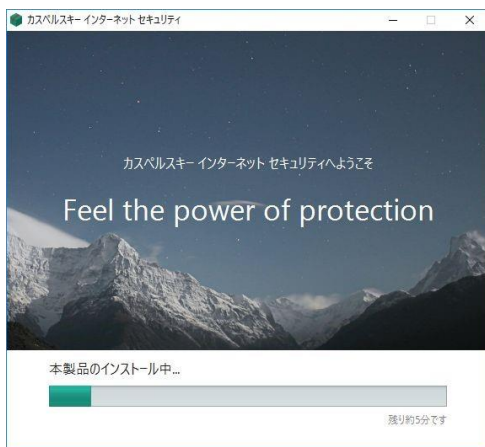 カスペルスキー インターネット セキュリティ
カスペルスキー インターネット セキュリティへようこそ
Feel the power of protection
本製品のインストール中...
残り約5分です